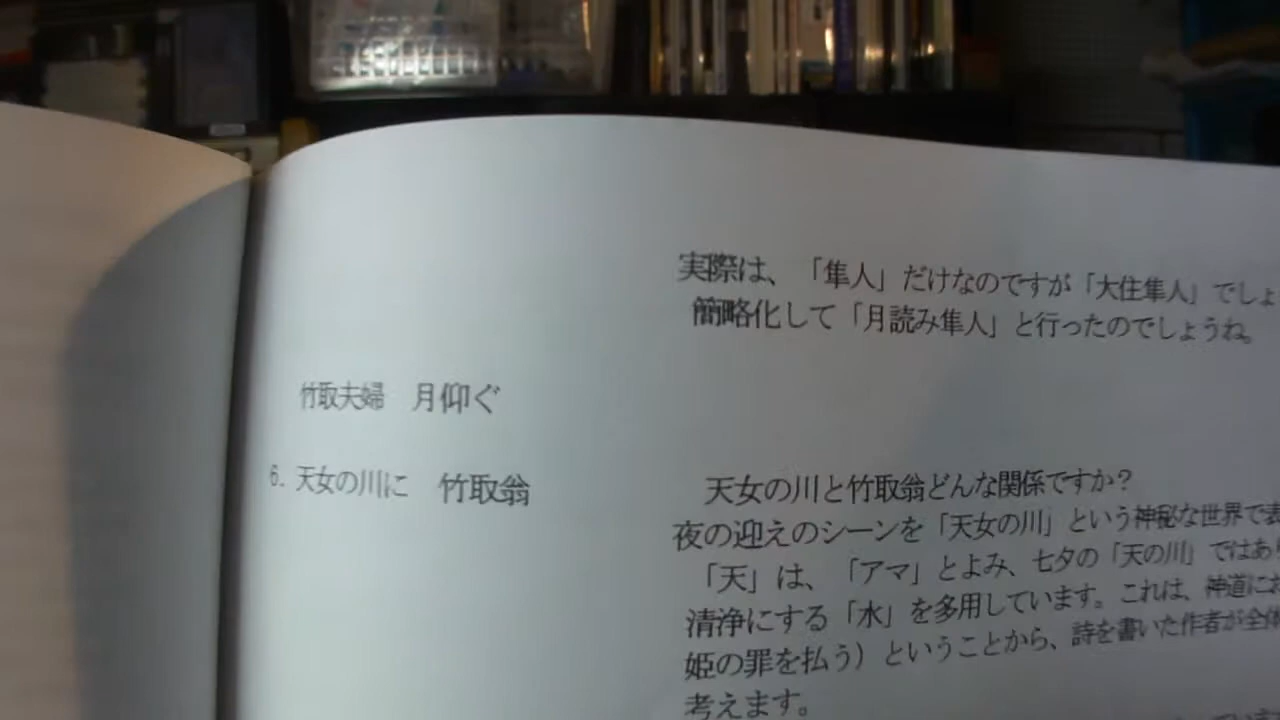 実際は、「隼人」だけなのですが「大住隼人」でしょ
簡略化して「月読み隼人」と行ったのでしょうね。
竹取夫婦　月仰ぐ
6. 天女の川に　竹取翁
天女の川と竹取翁どんな関係ですか?
夜の迎えのシーンを「天女の川」という神秘な世界で表
「天」は、「アマ」とよみ、七夕の「天の川」ではあり
清浄にする「水」を多用しています。これは、神道にお
姫の罪を払う）ということから、詩を書いた作者が全体
考えます。